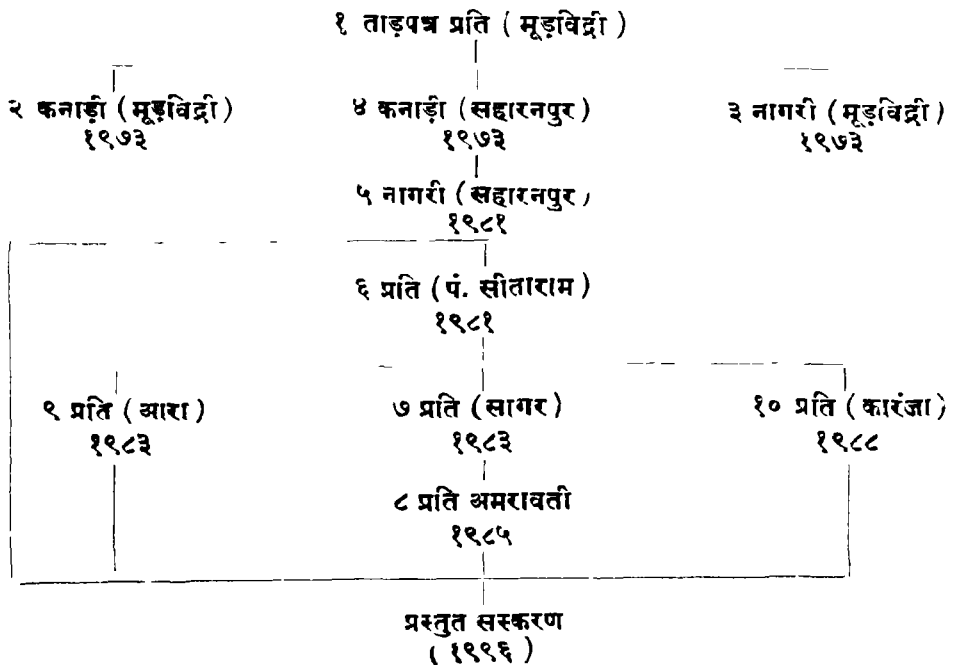 १ ताड़पत्र प्रति ( मूड़विद्री )
२ कनाड़ी ( मूड़विद्री ) ४ कनाड़ी ( सहारनपुर ) ३ नागरी ( मूड़विद्री )
१९७३ १९७३ १९७३
५ नागरी ( सहारनपुर )
१९८१
६ प्रति ( पं. सीताराम )
१९८१
९ प्रति ( आरा ) ७ प्रति ( सागर ) १० प्रति ( कारंजा )
१९८३ १९८३ १९८८
८ प्रति अमरावती
१९८५
प्रस्तुत सस्करण
( १९९६ )